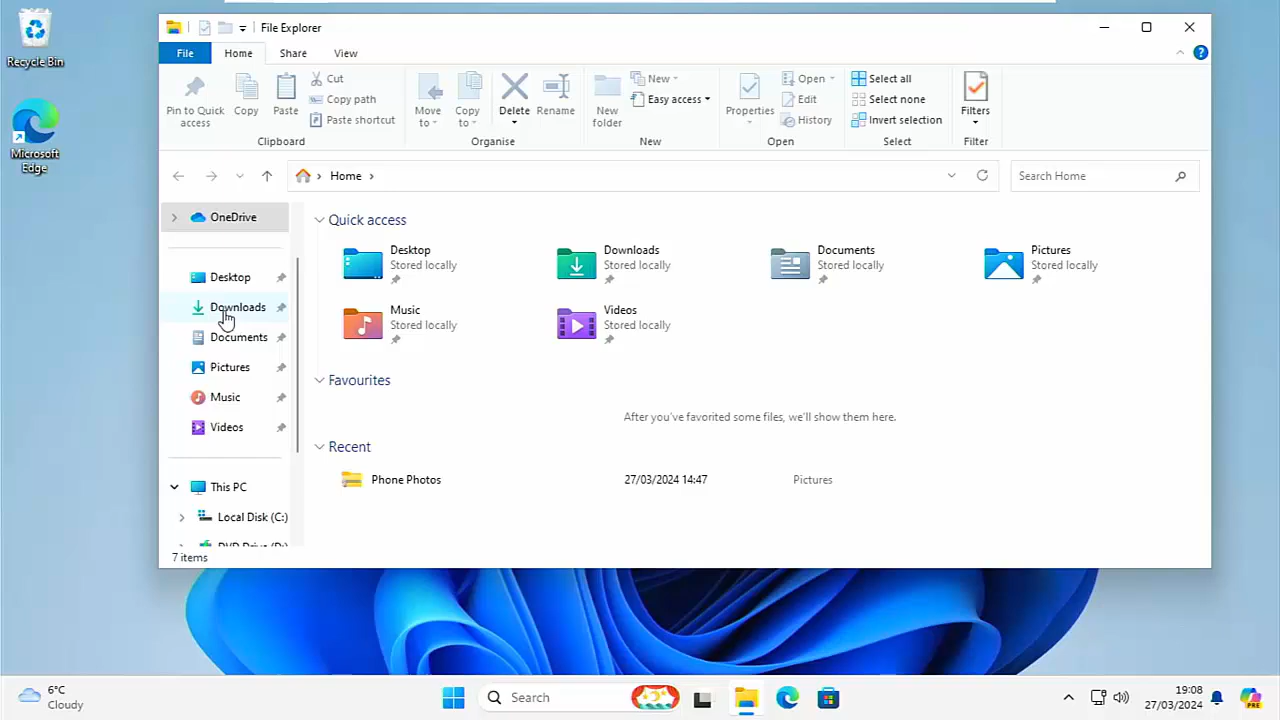 Recycle Bin
Microsoft
Edge
File Explorer
File
Home
Share
View
Pin to Quick
access
Copy
Paste
Cut
Copy path
Paste shortcut
Clipboard
Move
to
Copy
to
Delete
Rename
Organise
New
folder
New
Easy access
New
Properties
Open
Edit
History
Open
Select all
Select none
Invert selection
Select
Filters
Filter
Home
Search Home
OneDrive
Desktop
Downloads
Documents
Pictures
Music
Videos
This PC
Local Disk (C:)
DVD Drive (D:)
Quick access
Desktop
Stored locally
Downloads
Stored locally
Documents
Stored locally
Pictures
Stored locally
Music
Stored locally
Videos
Stored locally
Favourites
After you've favorited some files, we'll show them here.
Recent
Phone Photos 27/03/2024 14:47 Pictures
7 items
6°C
Cloudy
Search
19:08
27/03/2024
PRE